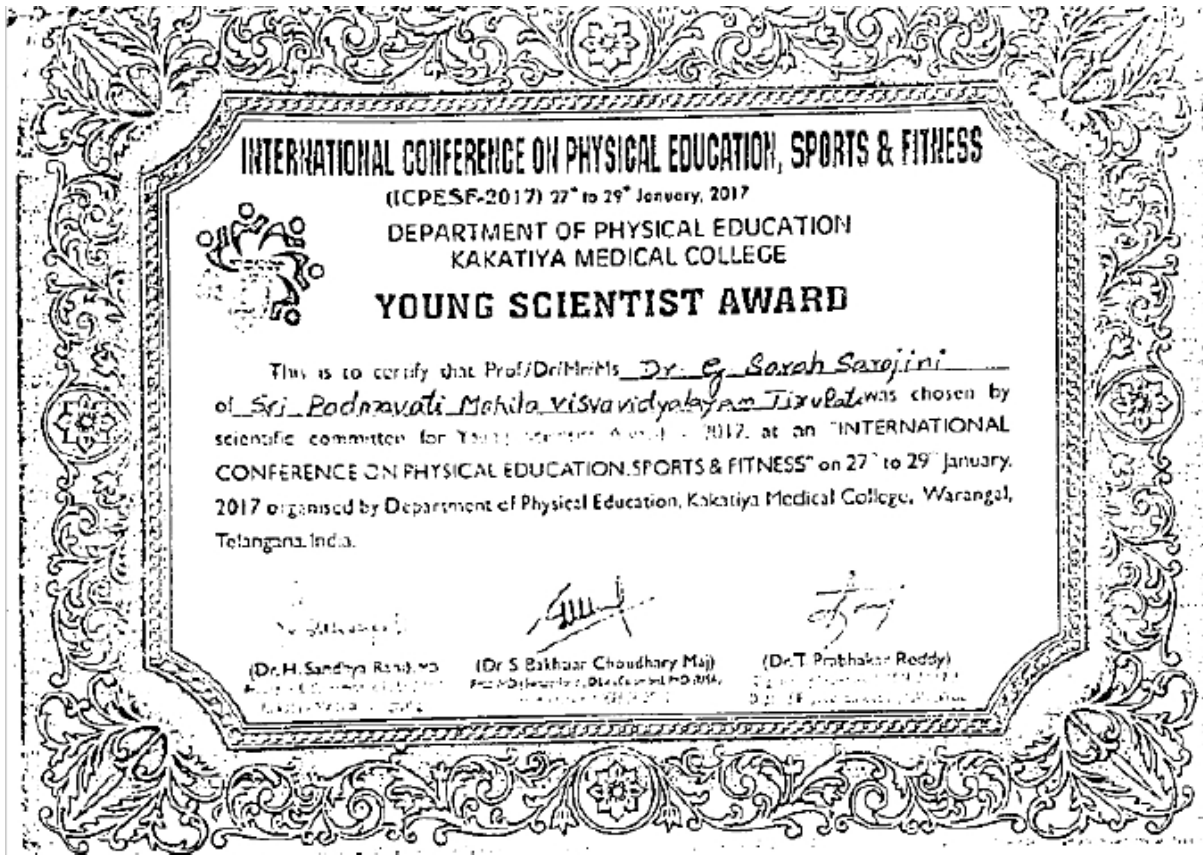 INTERNATIONAL CONFERENCE ON PHYSICAL EDUCATION, SPORTS & FITNESS
(ICPESF-2017) 27" to 29" January, 2017
DEPARTMENT OF PHYSICAL EDUCATION
KAKATIYA MEDICAL COLLEGE
YOUNG SCIENTIST AWARD
This is to certify that Prof/Dr/Mr/Ms Dr. G Sarah Sarojini
of Sri Padmavati Mahila Visvavidyalayam Tirupati was chosen by
scientific committee for Young Scientist Award - 2017. at an "INTERNATIONAL
CONFERENCE ON PHYSICAL EDUCATION,SPORTS & FITNESS" on 27" to 29" January,
2017 organised by Department of Physical Education, Kakatiya Medical College, Warangal,
Telangana.India.
(Dr. H. Sandhya Rani). MD
(Dr S Bakhtiar Choudhary Maj)
(Dr.T. Prabhakar Reddy)